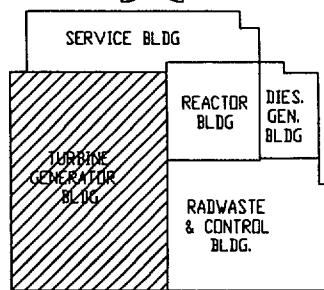 SERVICE BLDG
REACTOR
BLDG
DIES.
GEN.
BLDG
TURBINE
GENERATOR
BLDG
RADWASTE
& CONTROL
BLDG.